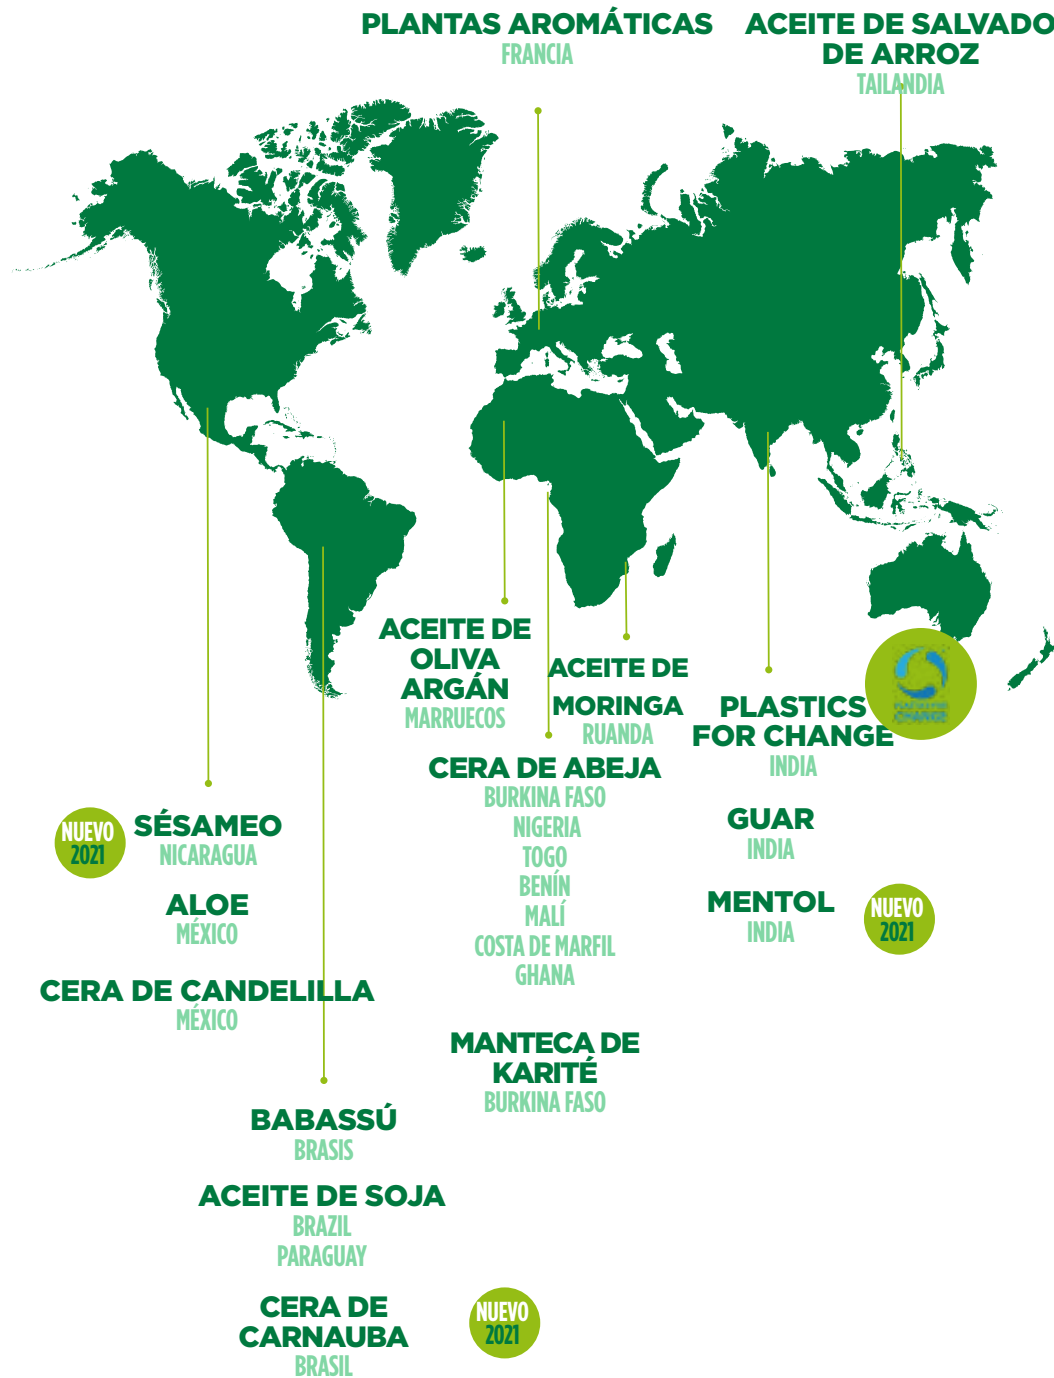 PLANTAS AROMÁTICAS
FRANCIA
ACEITE DE SALVADO
DE ARROZ
TAILANDIA
ACEITE DE
OLIVA
ARGÁN
MARRUECOS
ACEITE DE
MORINGA
RUANDA
PLASTICS
FOR CHANGE
INDIA
CERA DE ABEJA
BURKINA FASO
NIGERIA
TOGO
BENÍN
MALÍ
COSTA DE MARFIL
GHANA
GUAR
INDIA
MENTOL
INDIA
NUEVO
2021
NUEVO
2021
SÉSAMEO
NICARAGUA
ALOE
MÉXICO
CERA DE CANDELILLA
MÉXICO
MANTECA DE
KARITÉ
BURKINA FASO
BABASSÚ
BRASIS
ACEITE DE SOJA
BRAZIL
PARAGUAY
CERA DE
CARNAUBA
BRASIL
NUEVO
2021